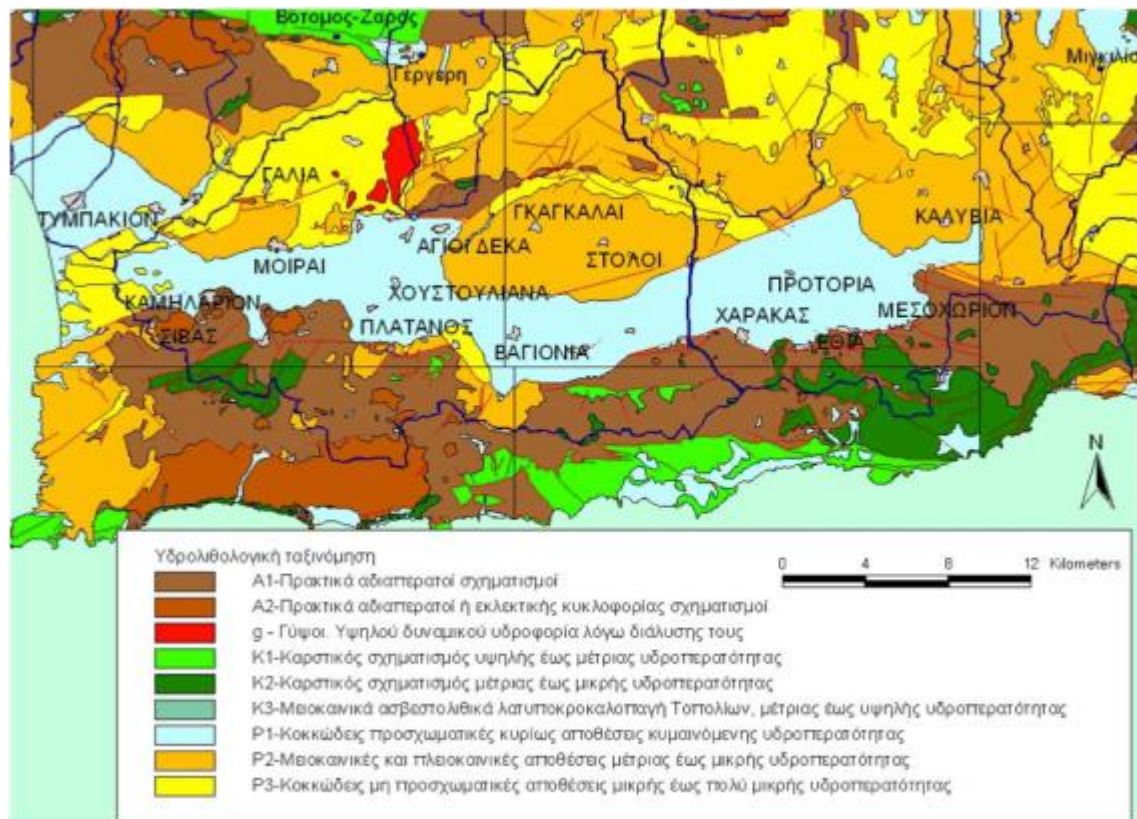 Βοτομος-Ζαρος
Γεργερη
ΓΑΛΙΑ
ΤΥΜΠΑΚΙΟΝ
ΓΚΑΓΚΑΛΑΙ
ΚΑΛΥΒΙΑ
ΑΓΙΟΙ ΔΕΚΑ
ΣΤΟΛΟΙ
ΜΟΙΡΑΙ
ΠΡΟΤΟΡΙΑ
ΧΟΥΣΤΟΥΛΙΑΝΑ
ΚΑΜΗΛΑΡΙΟΝ
ΜΕΣΟΧΩΡΙΟΝ
ΧΑΡΑΚΑΣ
ΠΛΑΤΑΝΟΣ
ΣΙΒΑΣ
ΕΘΙΑ
ΒΑΓΙΟΝΙΑ
N
Υδρολιθολογική ταξινόμηση
0 4 8 12 Kilometers
Α1-Πρακτικά αδιαπερατοί σχηματισμοί
Α2-Πρακτικά αδιαπερατοί ή εκλεκτικής κυκλοφορίας σχηματισμοί
g - Γύψοι. Υψηλού δυναμικού υδροφορία λόγω διάλυσης τους
Κ1-Καρστικός σχηματισμός υψηλής έως μέτριας υδροπερατότητας
Κ2-Καρστικός σχηματισμός μέτριας έως μικρής υδροπερατότητας
Κ3-Μειοκαινικά ασβεστολιθικά λατυποκροκαλοπαγή Τοπολίων, μέτριας έως υψηλής υδροπερατότητας
Ρ1-Κοκκώδεις προσχωματικές κυρίως αποθέσεις κυμαινόμενης υδροπερατότητας
Ρ2-Μειοκαινικές και πλειοκαινικές αποθέσεις μέτριας έως μικρής υδροπερατότητας
Ρ3-Κοκκώδεις μη προσχωματικές αποθέσεις μικρής έως πολύ μικρής υδροπερατότητας